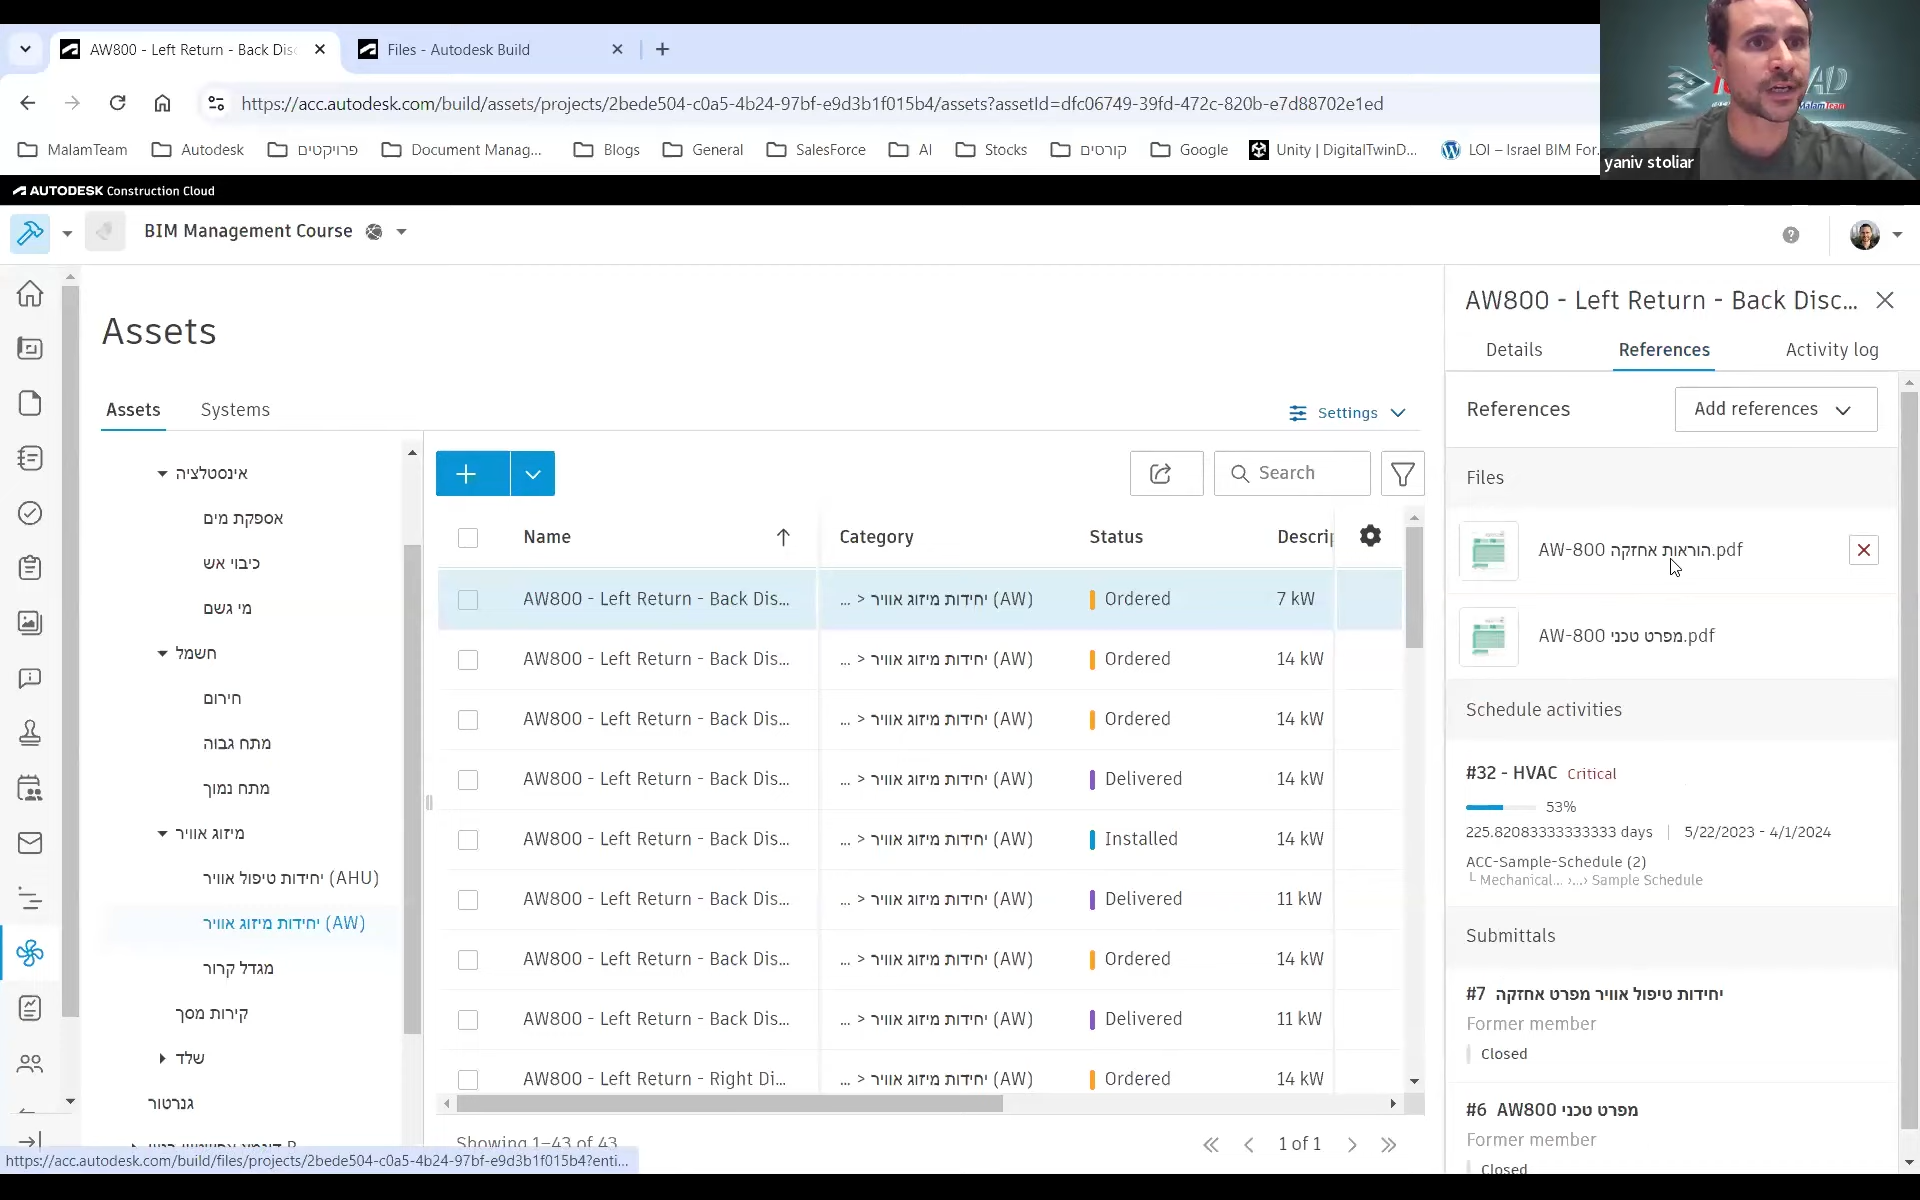 AW800 - Left Return - Back Disc
Files - Autodesk Build
https://acc.autodesk.com/build/assets/projects/2bede504-c0a5-4b24-97bf-e9d3b1f015b4/assets?assetId=dfc06749-39fd-472c-820b-e7d88702e1ed
MalamTeam
Autodesk
פרויקטים
Document Manag...
Blogs
General
SalesForce
AI
Stocks
קורסים
Google
Unity | DigitalTwinD...
LOI – Israel BIM For...
yaniv stoliar
AUTODESK Construction Cloud
BIM Management Course
Assets
Assets
Systems
Settings
אינסטלציה
אספקת מים
כיבוי אש
מי גשם
חשמל
חירום
מתח גבוה
מתח נמוך
מיזוג אוויר
יחידות טיפול אוויר (AHU)
יחידות מיזוג אוויר (AW)
מגדל קרור
קירות מסך
שלד
גנרטור
Search
Name Category Status Descrip
AW800 - Left Return - Back Dis... ... > יחידות מיזוג אוויר (AW) Ordered 7 kW
AW800 - Left Return - Back Dis... ... > יחידות מיזוג אוויר (AW) Ordered 14 kW
AW800 - Left Return - Back Dis... ... > יחידות מיזוג אוויר (AW) Ordered 14 kW
AW800 - Left Return - Back Dis... ... > יחידות מיזוג אוויר (AW) Delivered 14 kW
AW800 - Left Return - Back Dis... ... > יחידות מיזוג אוויר (AW) Installed 14 kW
AW800 - Left Return - Back Dis... ... > יחידות מיזוג אוויר (AW) Delivered 11 kW
AW800 - Left Return - Back Dis... ... > יחידות מיזוג אוויר (AW) Ordered 14 kW
AW800 - Left Return - Back Dis... ... > יחידות מיזוג אוויר (AW) Delivered 11 kW
AW800 - Left Return - Right Di... ... > יחידות מיזוג אוויר (AW) Ordered 14 kW
Showing 1–43 of 43
1 of 1
https://acc.autodesk.com/build/files/projects/2bede504-c0a5-4b24-97bf-e9d3b1f015b4?enti...
AW800 - Left Return - Back Disc...
Details
References
Activity log
References
Add references
Files
AW-800 הוראות אחזקה.pdf
AW-800 מפרט טכני.pdf
Schedule activities
#32 - HVAC Critical
53%
225.82083333333333 days | 5/22/2023 - 4/1/2024
ACC-Sample-Schedule (2)
Mechanical... ›...› Sample Schedule
Submittals
#7 יחידות טיפול אוויר מפרט אחזקה
Former member
Closed
#6 AW800 מפרט טכני
Former member
Closed